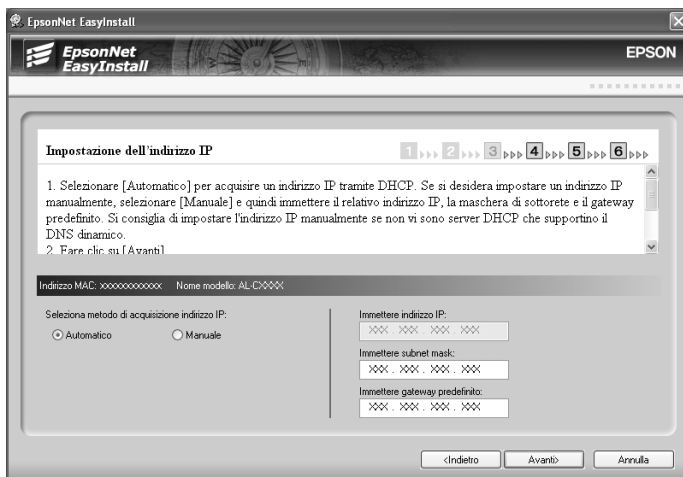 EpsonNet EasyInstall
EpsonNet
EasyInstall
EPSON
Impostazione dell'indirizzo IP
1 2 3 4 5 6
1. Selezionare [Automatico] per acquisire un indirizzo IP tramite DHCP. Se si desidera impostare un indirizzo IP
manualmente, selezionare [Manuale] e quindi immettere il relativo indirizzo IP, la maschera di sottorete e il gateway
predefinito. Si consiglia di impostare l'indirizzo IP manualmente se non vi sono server DHCP che supportino il
DNS dinamico.
2. Fare clic su [Avanti]
Indirizzo MAC: xxxxxxxxxxxx Nome modello: AL-CXXXX
Seleziona metodo di acquisizione indirizzo IP:
Automatico Manuale
Immettere indirizzo IP:
XXX . XXX . XXX . XXX
Immettere subnet mask:
XXX . XXX . XXX . XXX
Immettere gateway predefinito:
XXX . XXX . XXX . XXX
<Indietro Avanti> Annulla